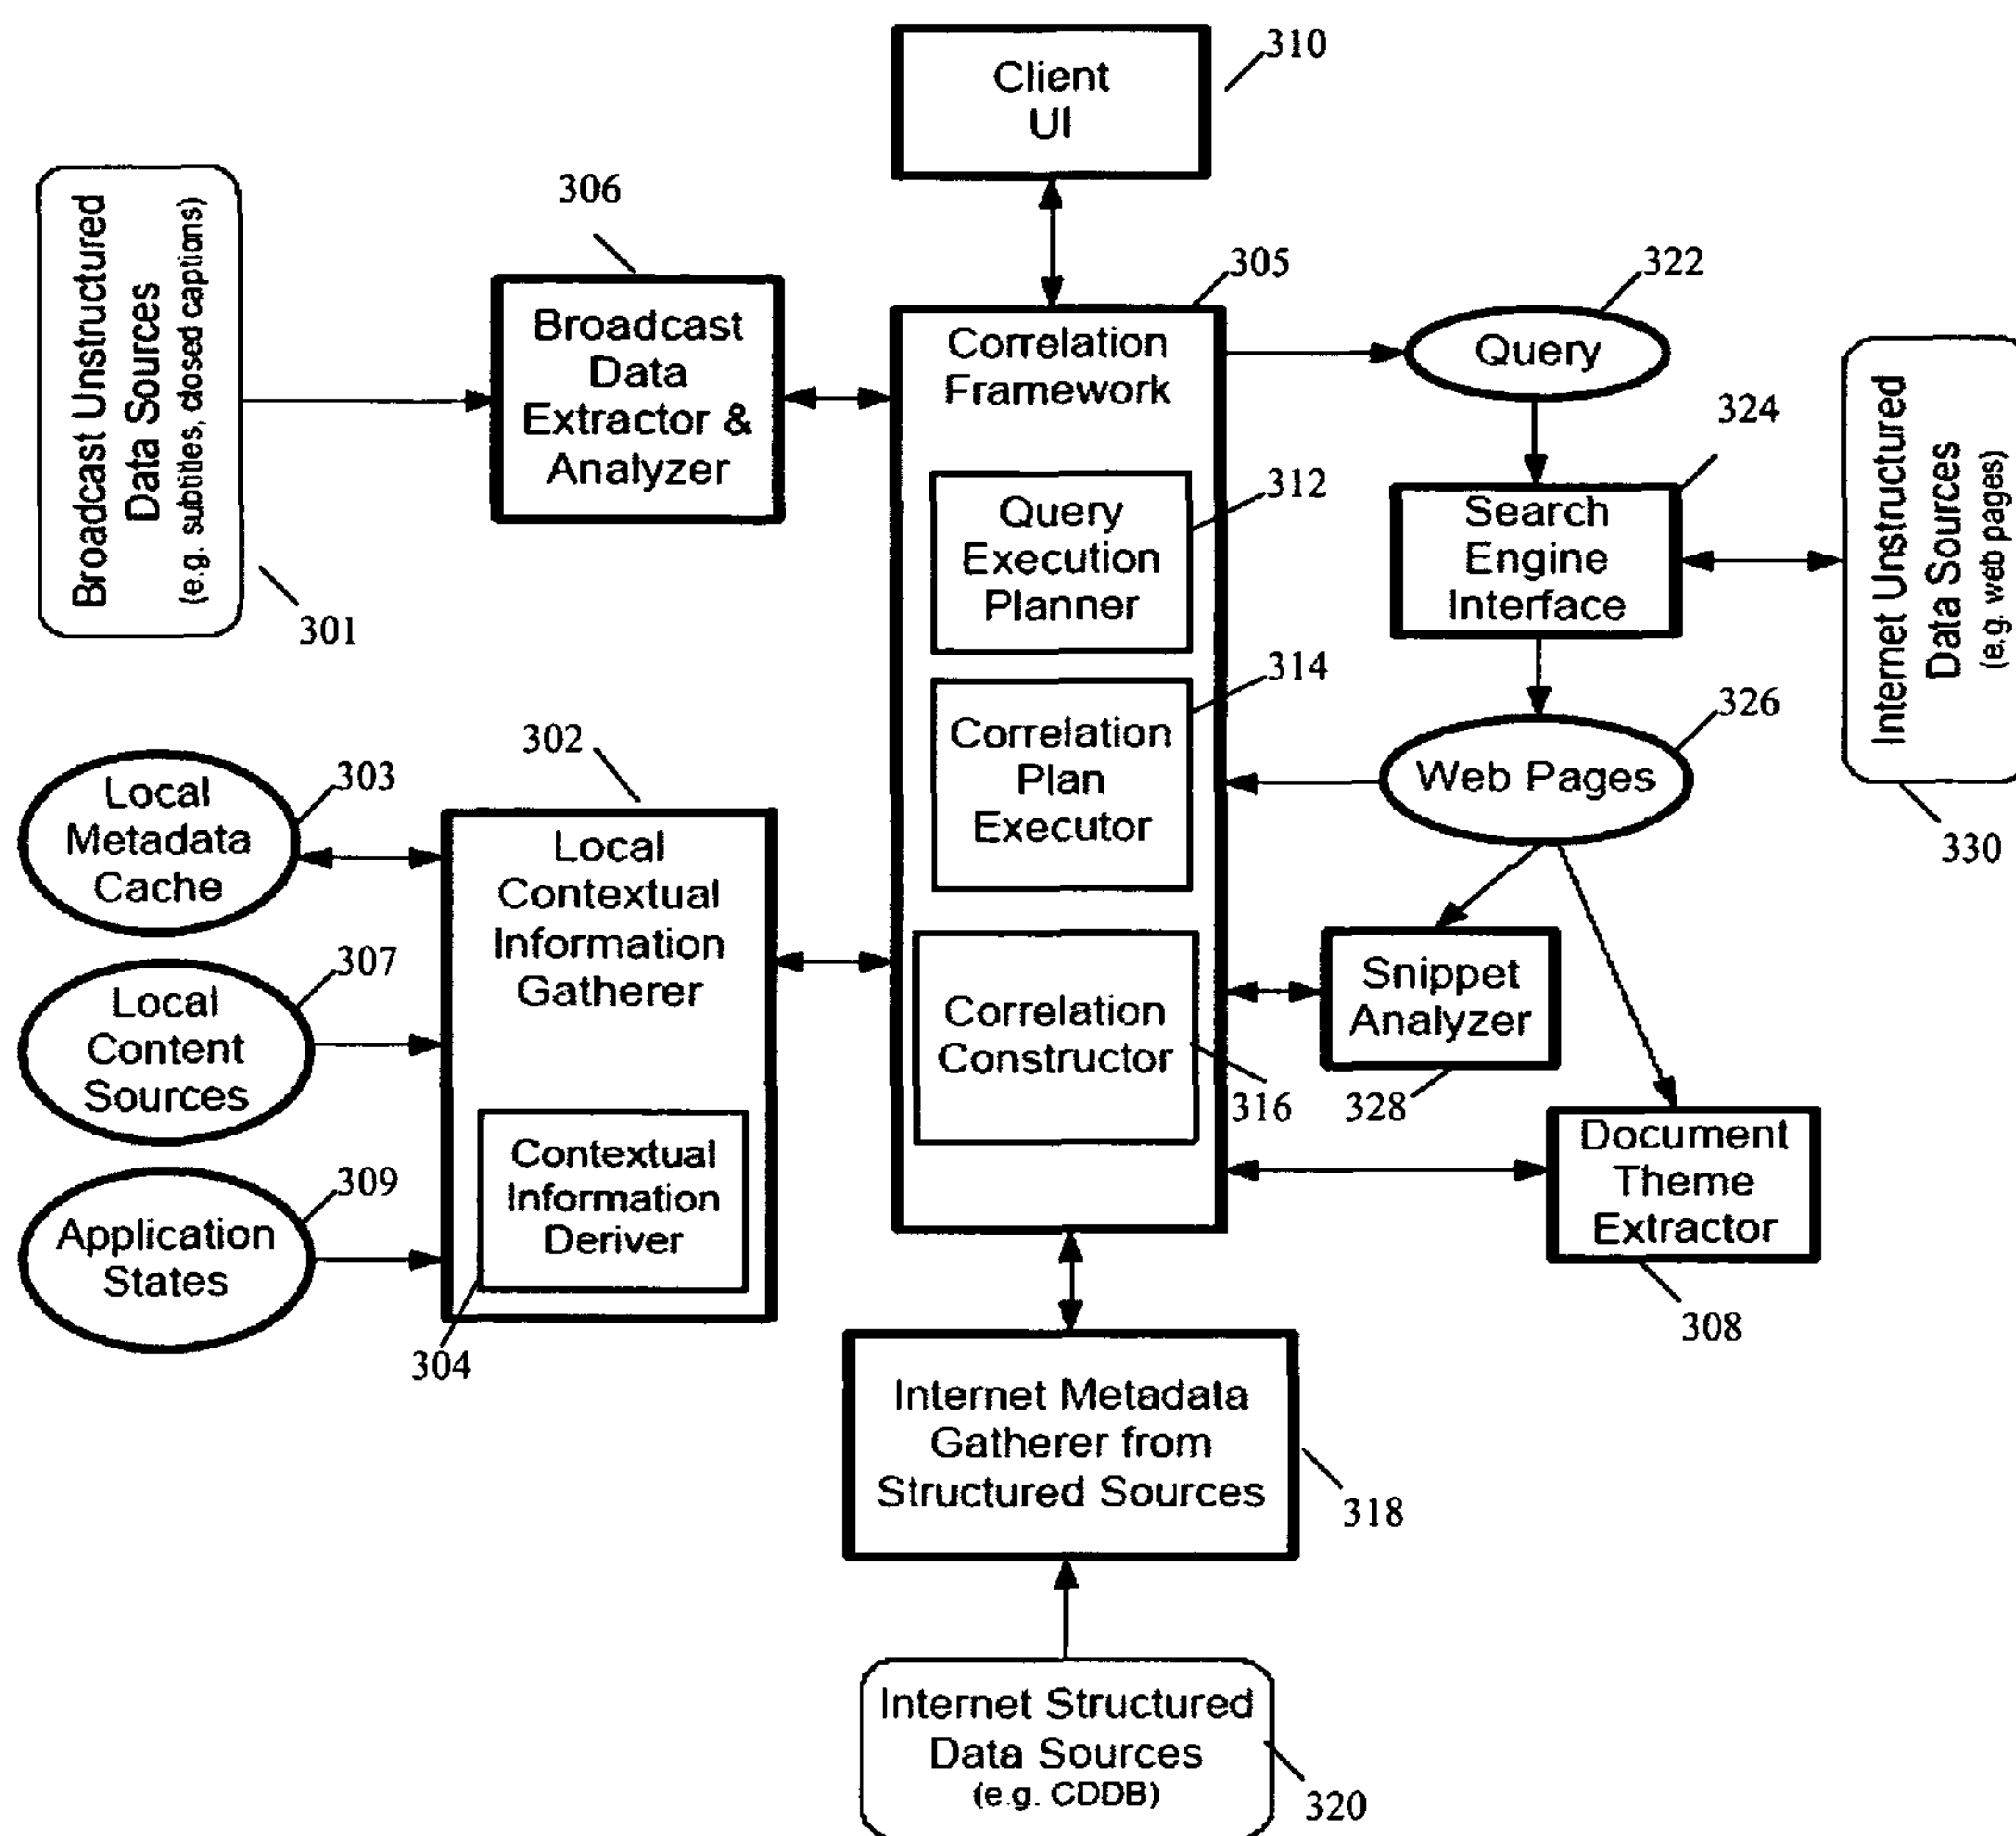 Client
UI
310
Broadcast Unstructured
Data Sources
(e.g. subtitles, closed captions)
301
306
Broadcast
Data
Extractor &
Analyzer
305
Correlation
Framework
322
Query
324
Search
Engine
Interface
Internet Unstructured
Data Sources
(e.g. web pages)
330
312
Query
Execution
Planner
314
Correlation
Plan
Executor
326
Web Pages
303
Local
Metadata
Cache
302
Local
Contextual
Information
Gatherer
307
Local
Content
Sources
309
Application
States
Contextual
Information
Deriver
304
Correlation
Constructor
316
Snippet
Analyzer
328
Document
Theme
Extractor
308
Internet Metadata
Gatherer from
Structured Sources
318
Internet Structured
Data Sources
(e.g. CDDB)
320